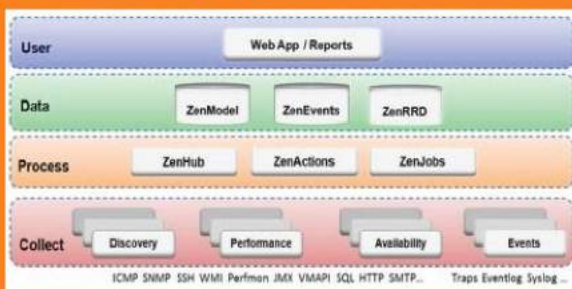 User
Web App / Reports
Data
ZenModel
ZenEvents
ZenRRD
Process
ZenHub
ZenActions
ZenJobs
Collect
Discovery
Performance
Availability
Events
ICMP SNMP SSH WMI Perfmon JMX VMAPI SQL HTTP SMTP...
Traps Eventlog Syslog ...